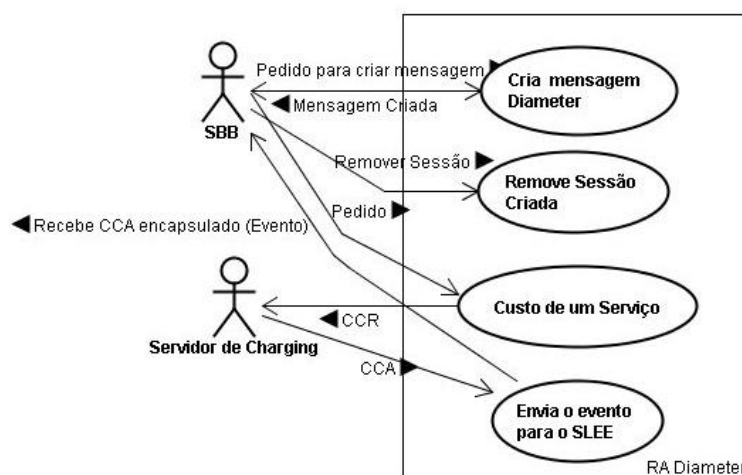 Pedido para criar mensagem
Cria mensagem
Diameter
Mensagem Criada
SBB
Remover Sessão
Remove Sessão
Criada
Pedido
Recebe CCA encapsulado (Evento)
Custo de um Serviço
CCR
Servidor de Charging
CCA
Envia o evento
para o SLEE
RA Diameter